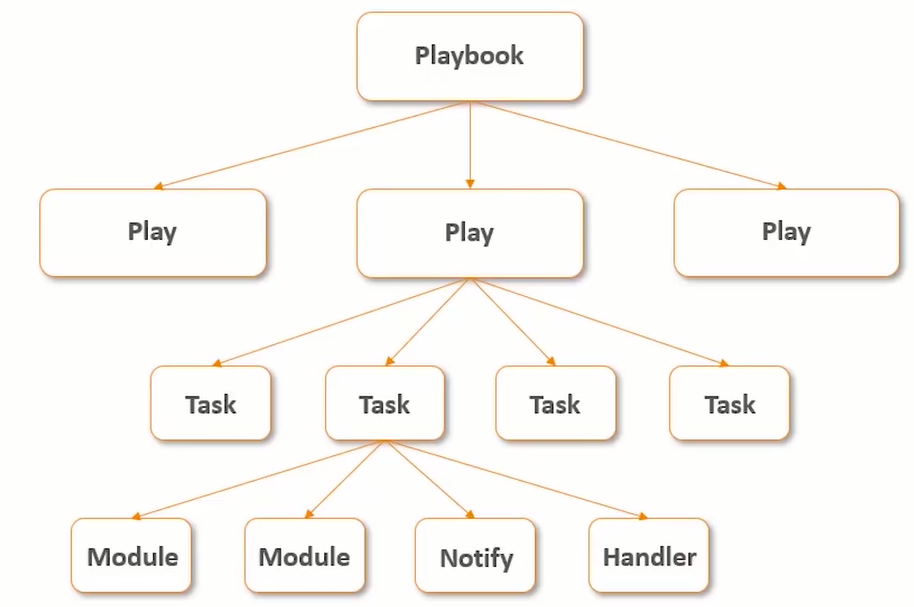 Playbook
Play
Play
Play
Task
Task
Task
Task
Module
Module
Notify
Handler